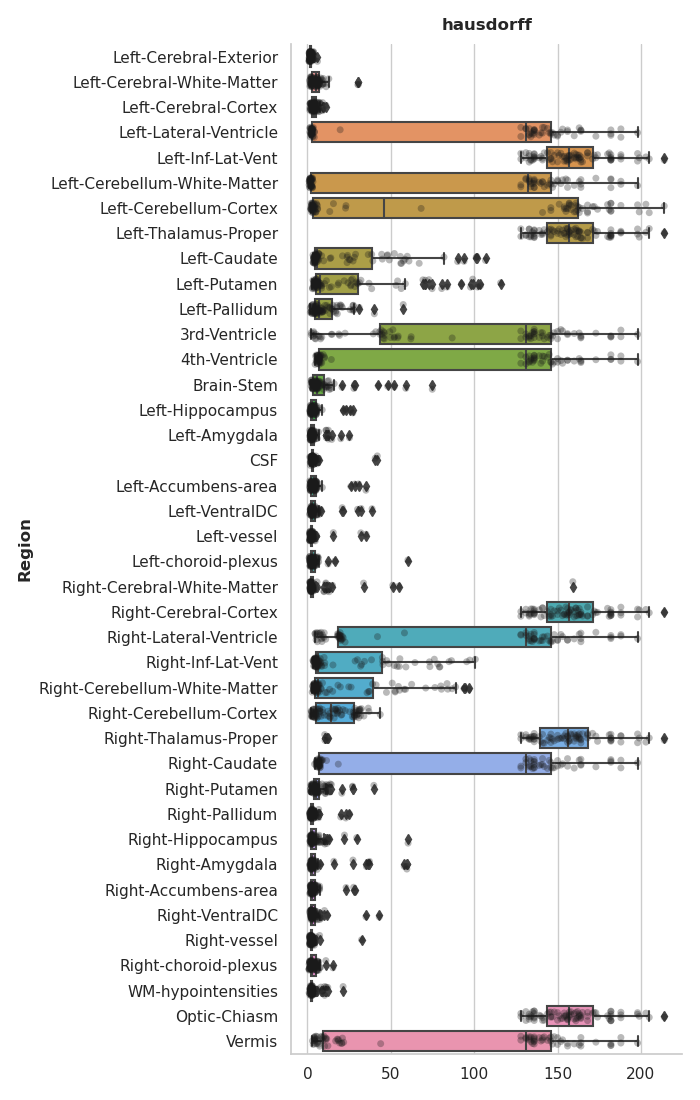 hausdorff
Left-Cerebral-Exterior
Left-Cerebral-White-Matter
Left-Cerebral-Cortex
Left-Lateral-Ventricle
Left-Inf-Lat-Vent
Left-Cerebellum-White-Matter
Left-Cerebellum-Cortex
Left-Thalamus-Proper
Left-Caudate
Left-Putamen
Left-Pallidum
3rd-Ventricle
4th-Ventricle
Brain-Stem
Left-Hippocampus
Left-Amygdala
CSF
Left-Accumbens-area
Left-VentralDC
Left-vessel
Left-choroid-plexus
Right-Cerebral-White-Matter
Right-Cerebral-Cortex
Right-Lateral-Ventricle
Right-Inf-Lat-Vent
Right-Cerebellum-White-Matter
Right-Cerebellum-Cortex
Right-Thalamus-Proper
Right-Caudate
Right-Putamen
Right-Pallidum
Right-Hippocampus
Right-Amygdala
Right-Accumbens-area
Right-VentralDC
Right-vessel
Right-choroid-plexus
WM-hypointensities
Optic-Chiasm
Vermis
Region
0 50 100 150 200